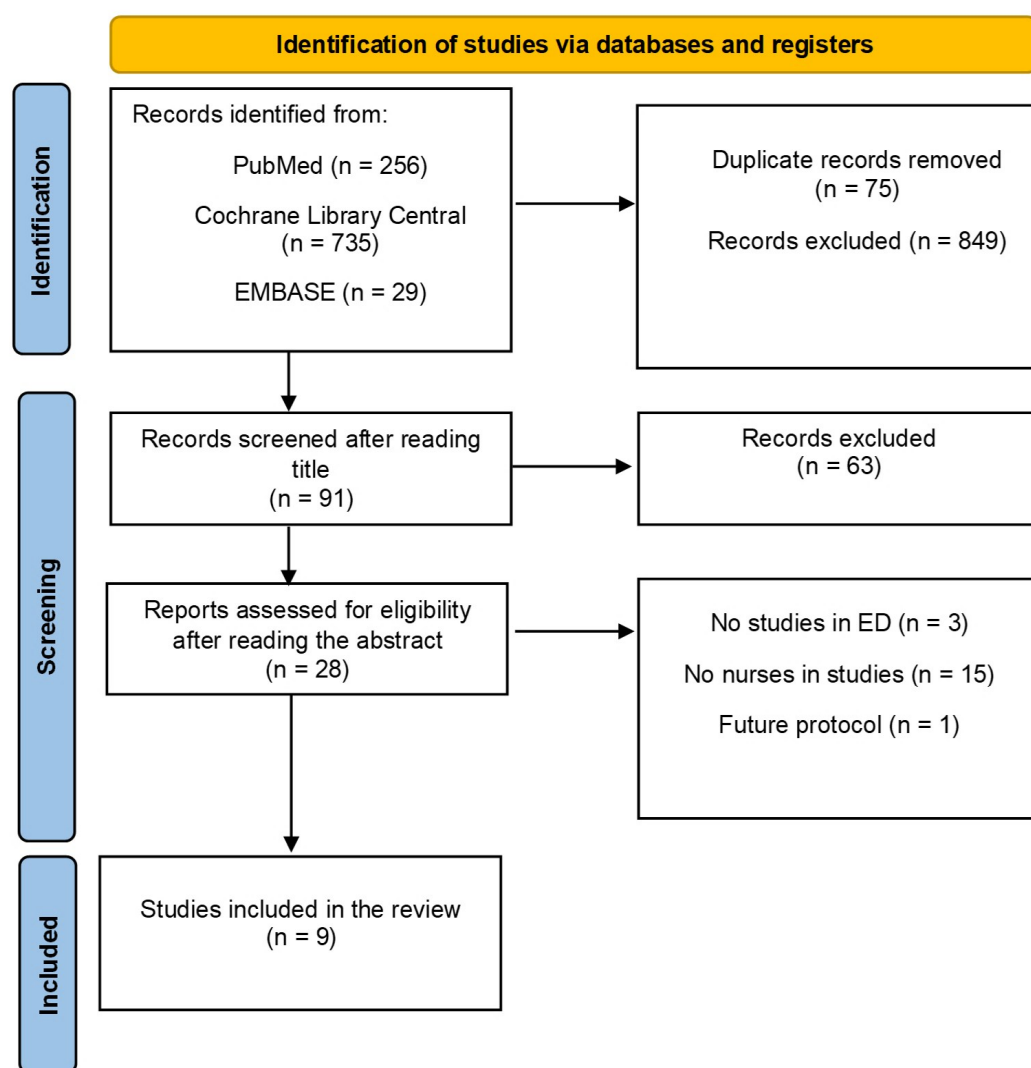 Identification of studies via databases and registers
Identification
Records identified from:
PubMed (n = 256)
Cochrane Library Central
(n = 735)
EMBASE (n = 29)
Duplicate records removed
(n = 75)
Records excluded (n = 849)
Screening
Records screened after reading
title
(n = 91)
Records excluded
(n = 63)
Reports assessed for eligibility
after reading the abstract
(n = 28)
No studies in ED (n = 3)
No nurses in studies (n = 15)
Future protocol (n = 1)
Included
Studies included in the review
(n = 9)